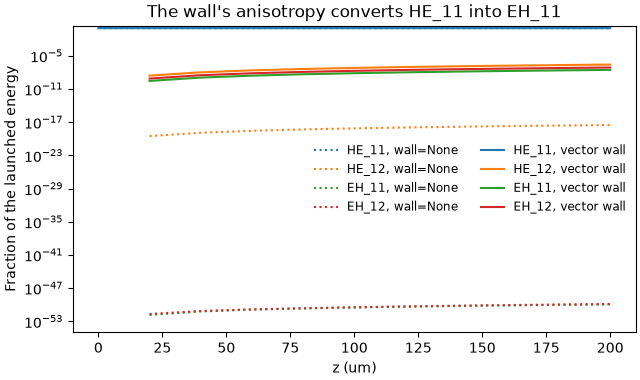 The wall's anisotropy converts HE_11 into EH_11
Fraction of the launched energy
10^−5
10^−11
10^−17
10^−23
10^−29
10^−35
10^−41
10^−47
10^−53
HE_11, wall=None
HE_12, wall=None
EH_11, wall=None
EH_12, wall=None
HE_11, vector wall
HE_12, vector wall
EH_11, vector wall
EH_12, vector wall
0 25 50 75 100 125 150 175 200
z (um)